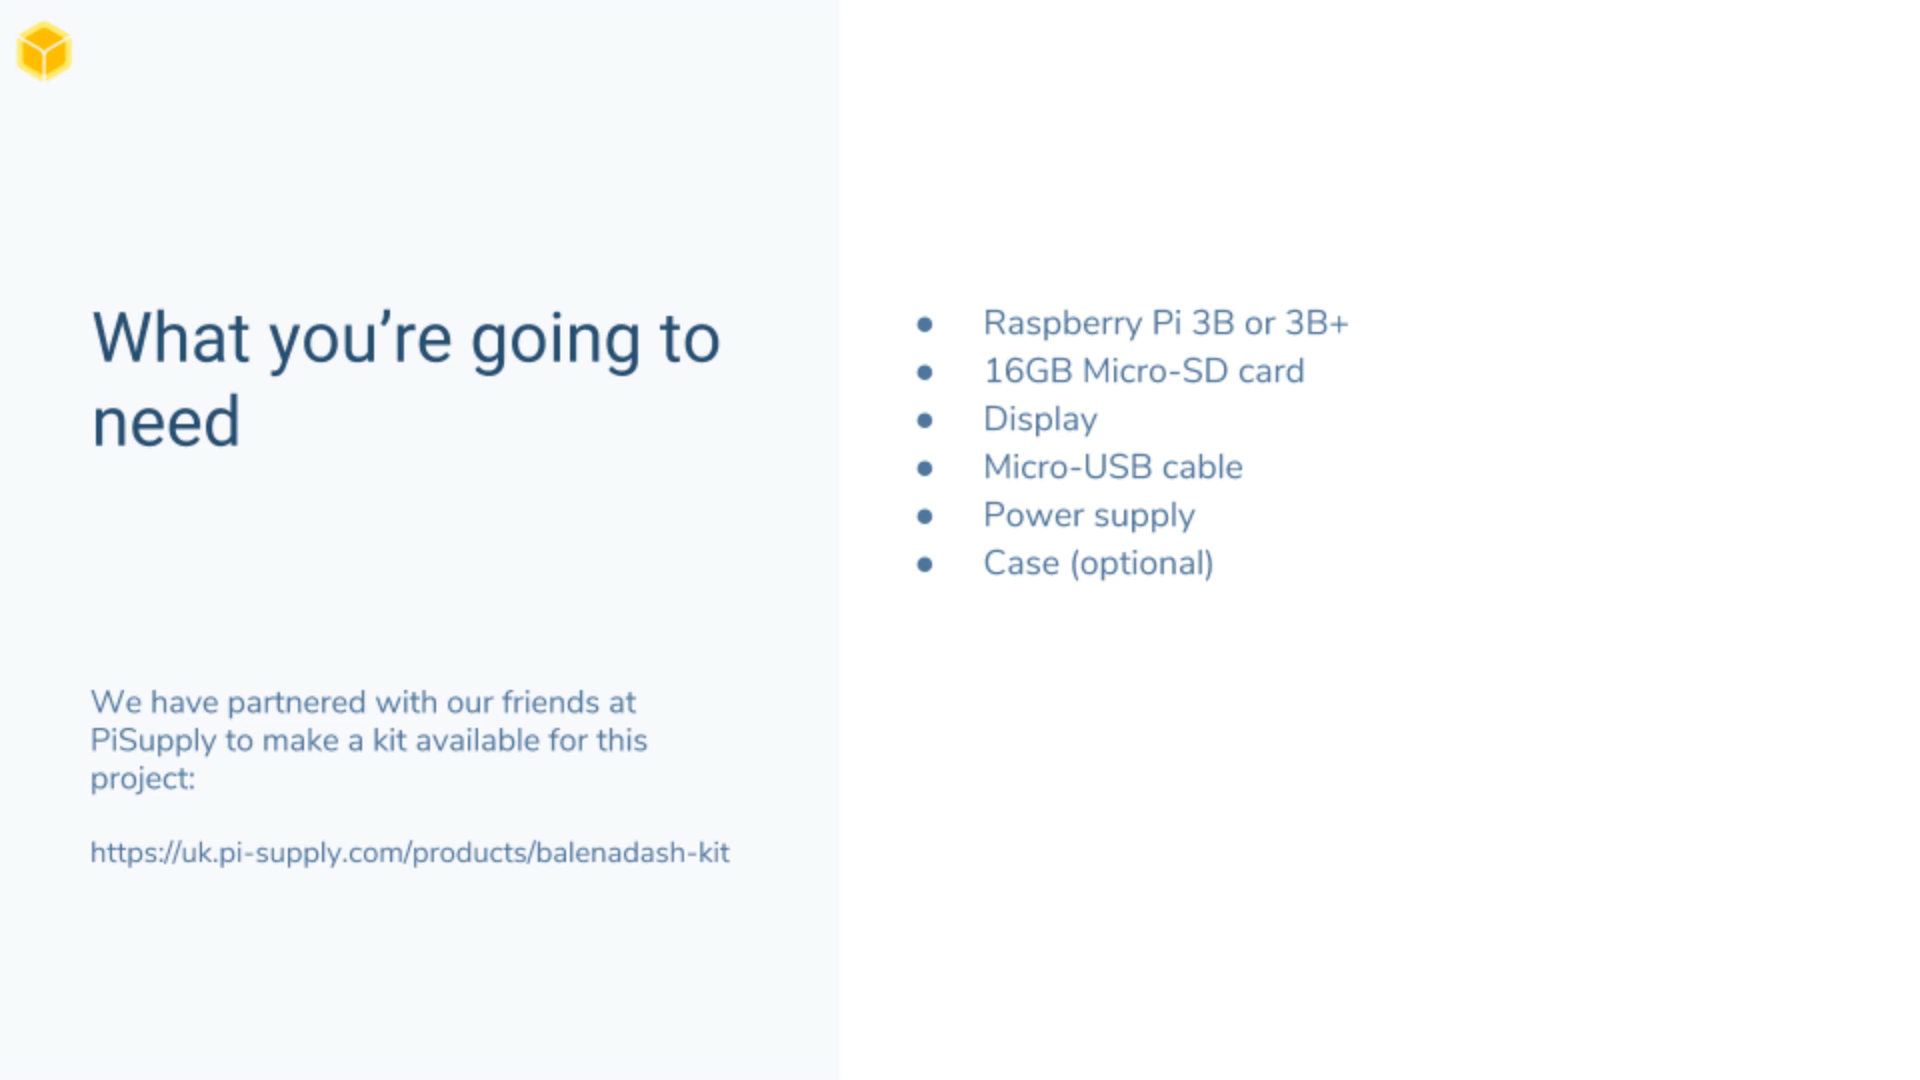 What you’re going to
need
We have partnered with our friends at
PiSupply to make a kit available for this
project:
https://uk.pi-supply.com/products/balenadash-kit
● Raspberry Pi 3B or 3B+
● 16GB Micro-SD card
● Display
● Micro-USB cable
● Power supply
● Case (optional)